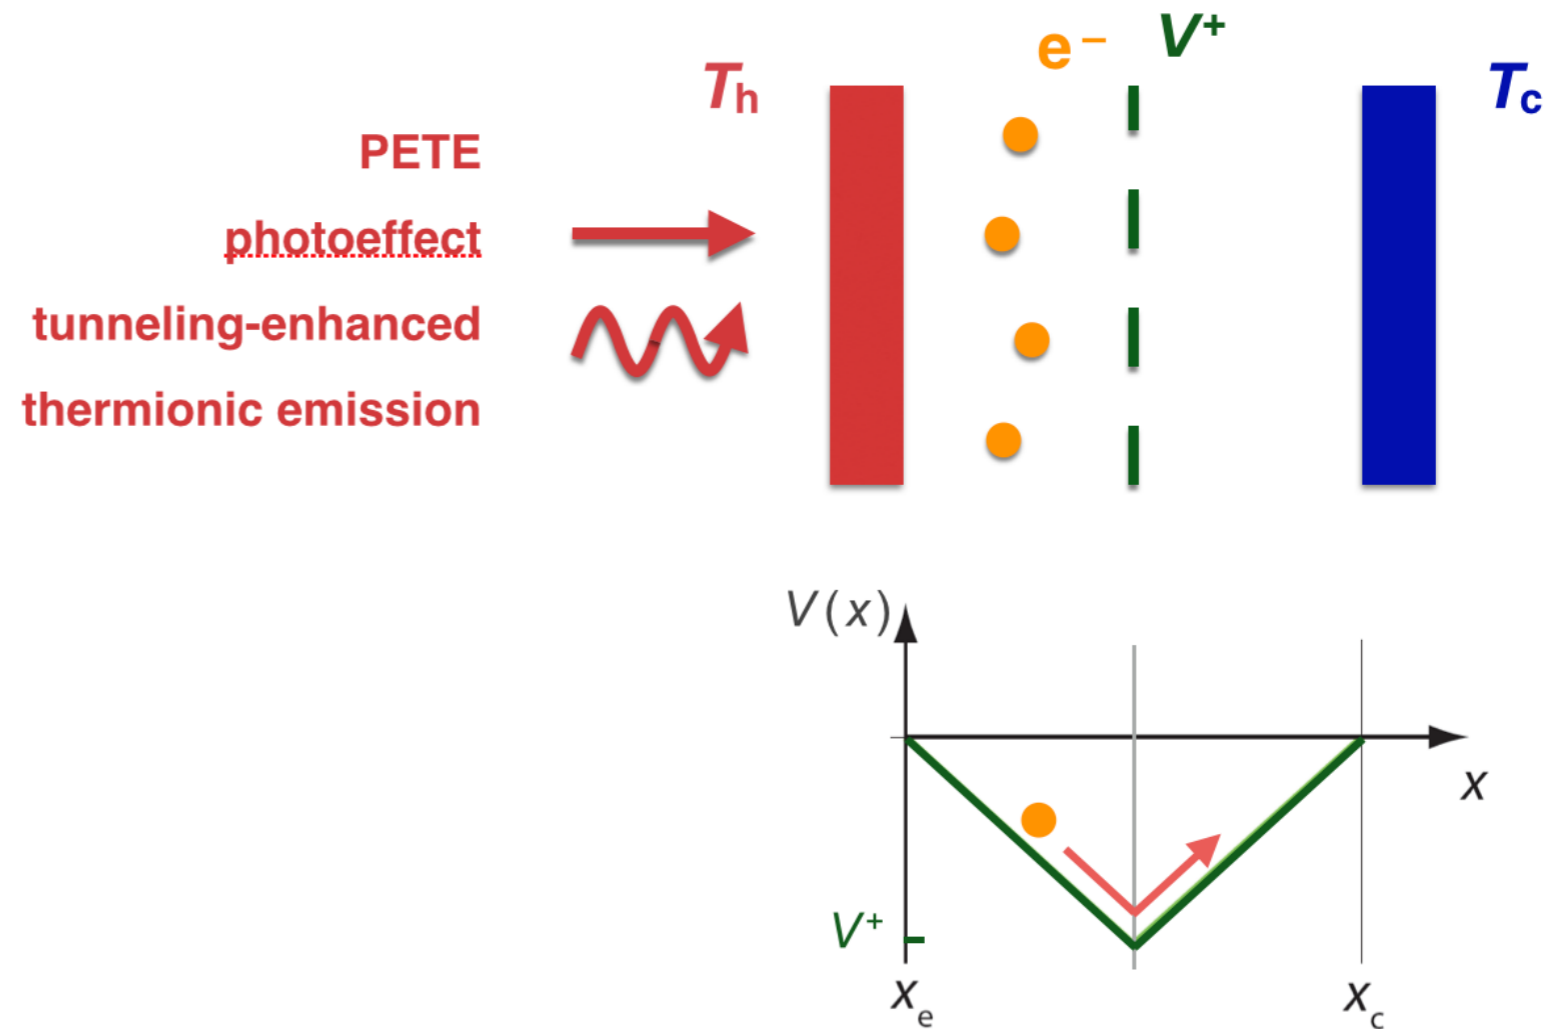 e⁻
V⁺
T_h
T_c
PETE
photoeffect
tunneling-enhanced
thermionic emission
V(x)
x
V⁺
x_e
x_c